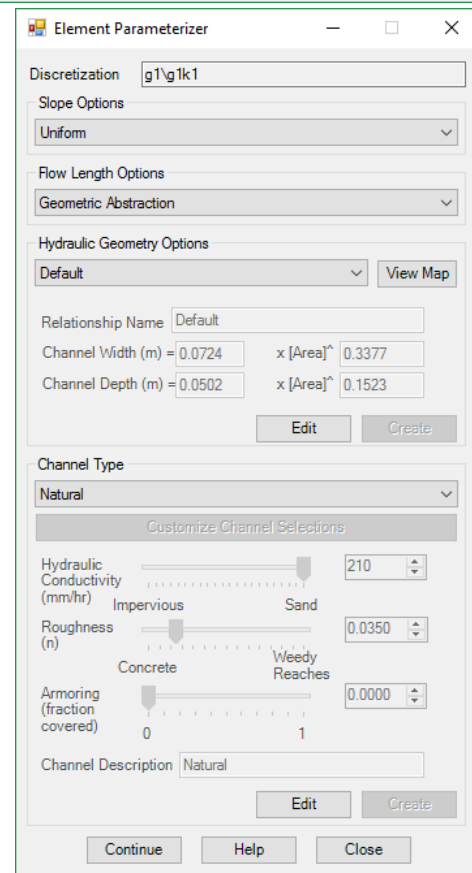 Element Parameterizer
Discretization g1\g1k1
Slope Options
Uniform
Flow Length Options
Geometric Abstraction
Hydraulic Geometry Options
Default View Map
Relationship Name Default
Channel Width (m) = 0.0724 x [Area]^ 0.3377
Channel Depth (m) = 0.0502 x [Area]^ 0.1523
Edit Create
Channel Type
Natural
Customize Channel Selections
Hydraulic
Conductivity
(mm/hr) 210
Impervious Sand
Roughness
(n) 0.0350
Concrete Weedy
Reaches
Armoring
(fraction
covered) 0.0000
0 1
Channel Description Natural
Edit Create
Continue Help Close